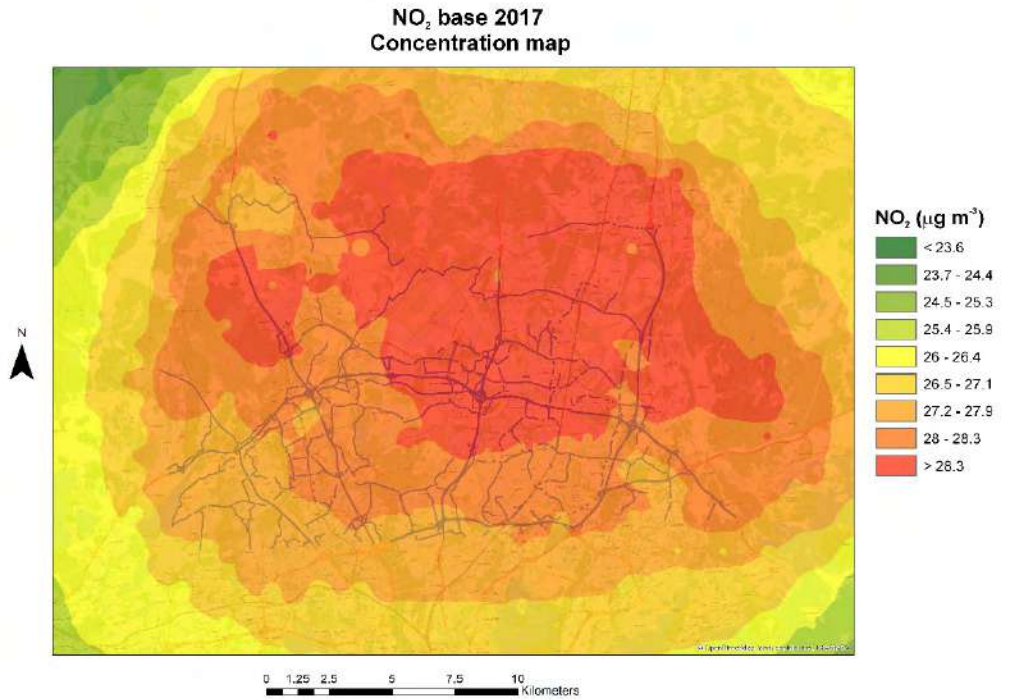 NO₂ base 2017
Concentration map
NO₂ (µg m⁻³)
< 23.6
23.7 - 24.4
24.5 - 25.3
25.4 - 25.9
26 - 26.4
26.5 - 27.1
27.2 - 27.9
28 - 28.3
> 28.3
N
0 1.25 2.5 5 7.5 10
Kilometers